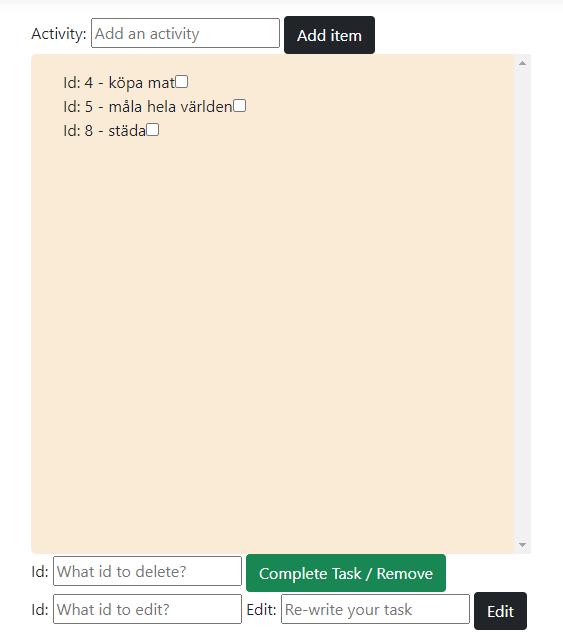 Activity: Add an activity Add item
Id: 4 - köpa mat
Id: 5 - måla hela världen
Id: 8 - städa
Id: What id to delete? Complete Task / Remove
Id: What id to edit? Edit: Re-write your task Edit